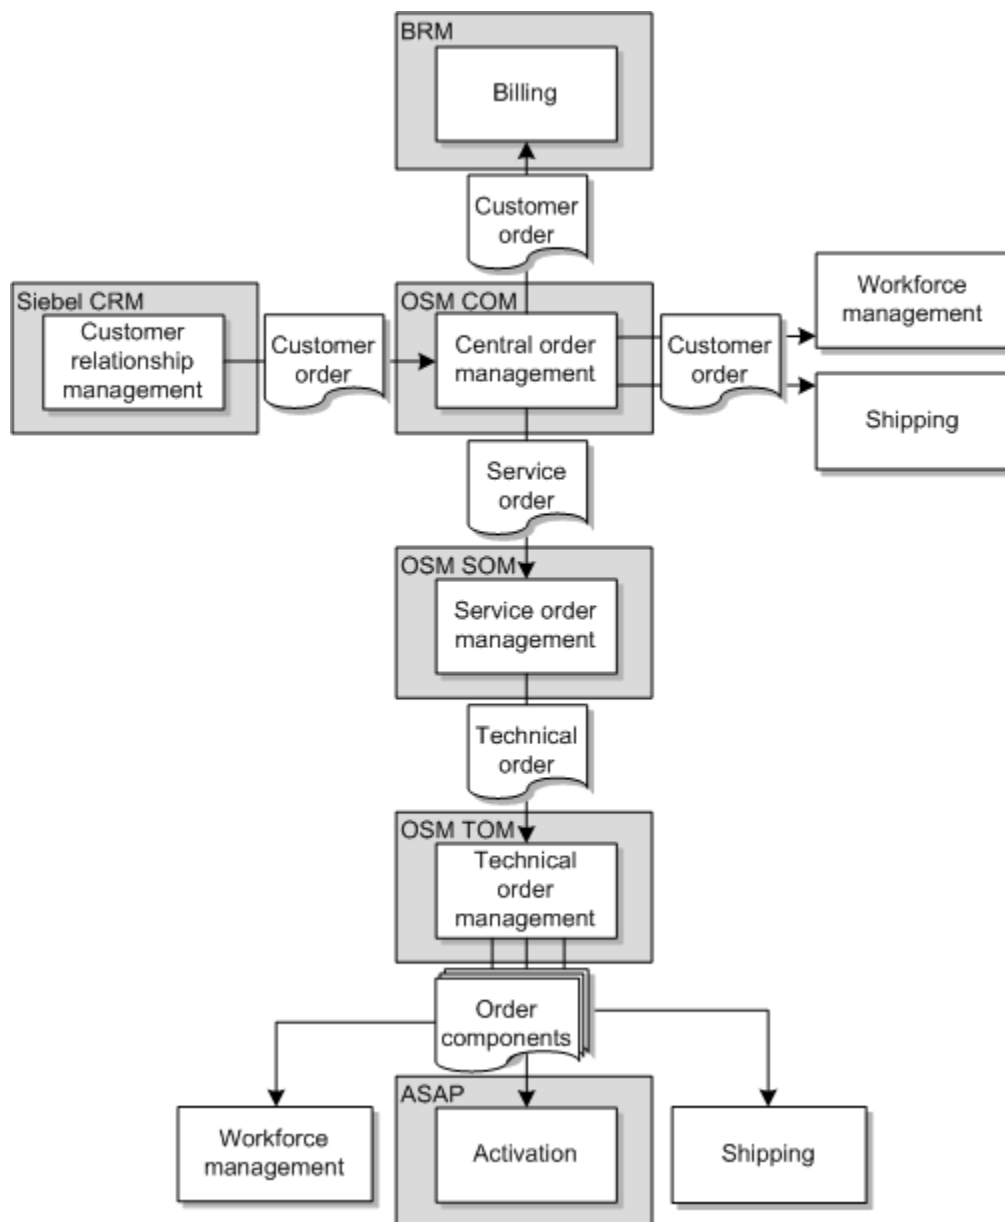 BRM
Billing
Customer
order
Siebel CRM
Customer
relationship
management
Customer
order
OSM COM
Central order
management
Customer
order
Workforce
management
Shipping
Service
order
OSM SOM
Service order
management
Technical
order
OSM TOM
Technical
order
management
Order
components
Workforce
management
ASAP
Activation
Shipping